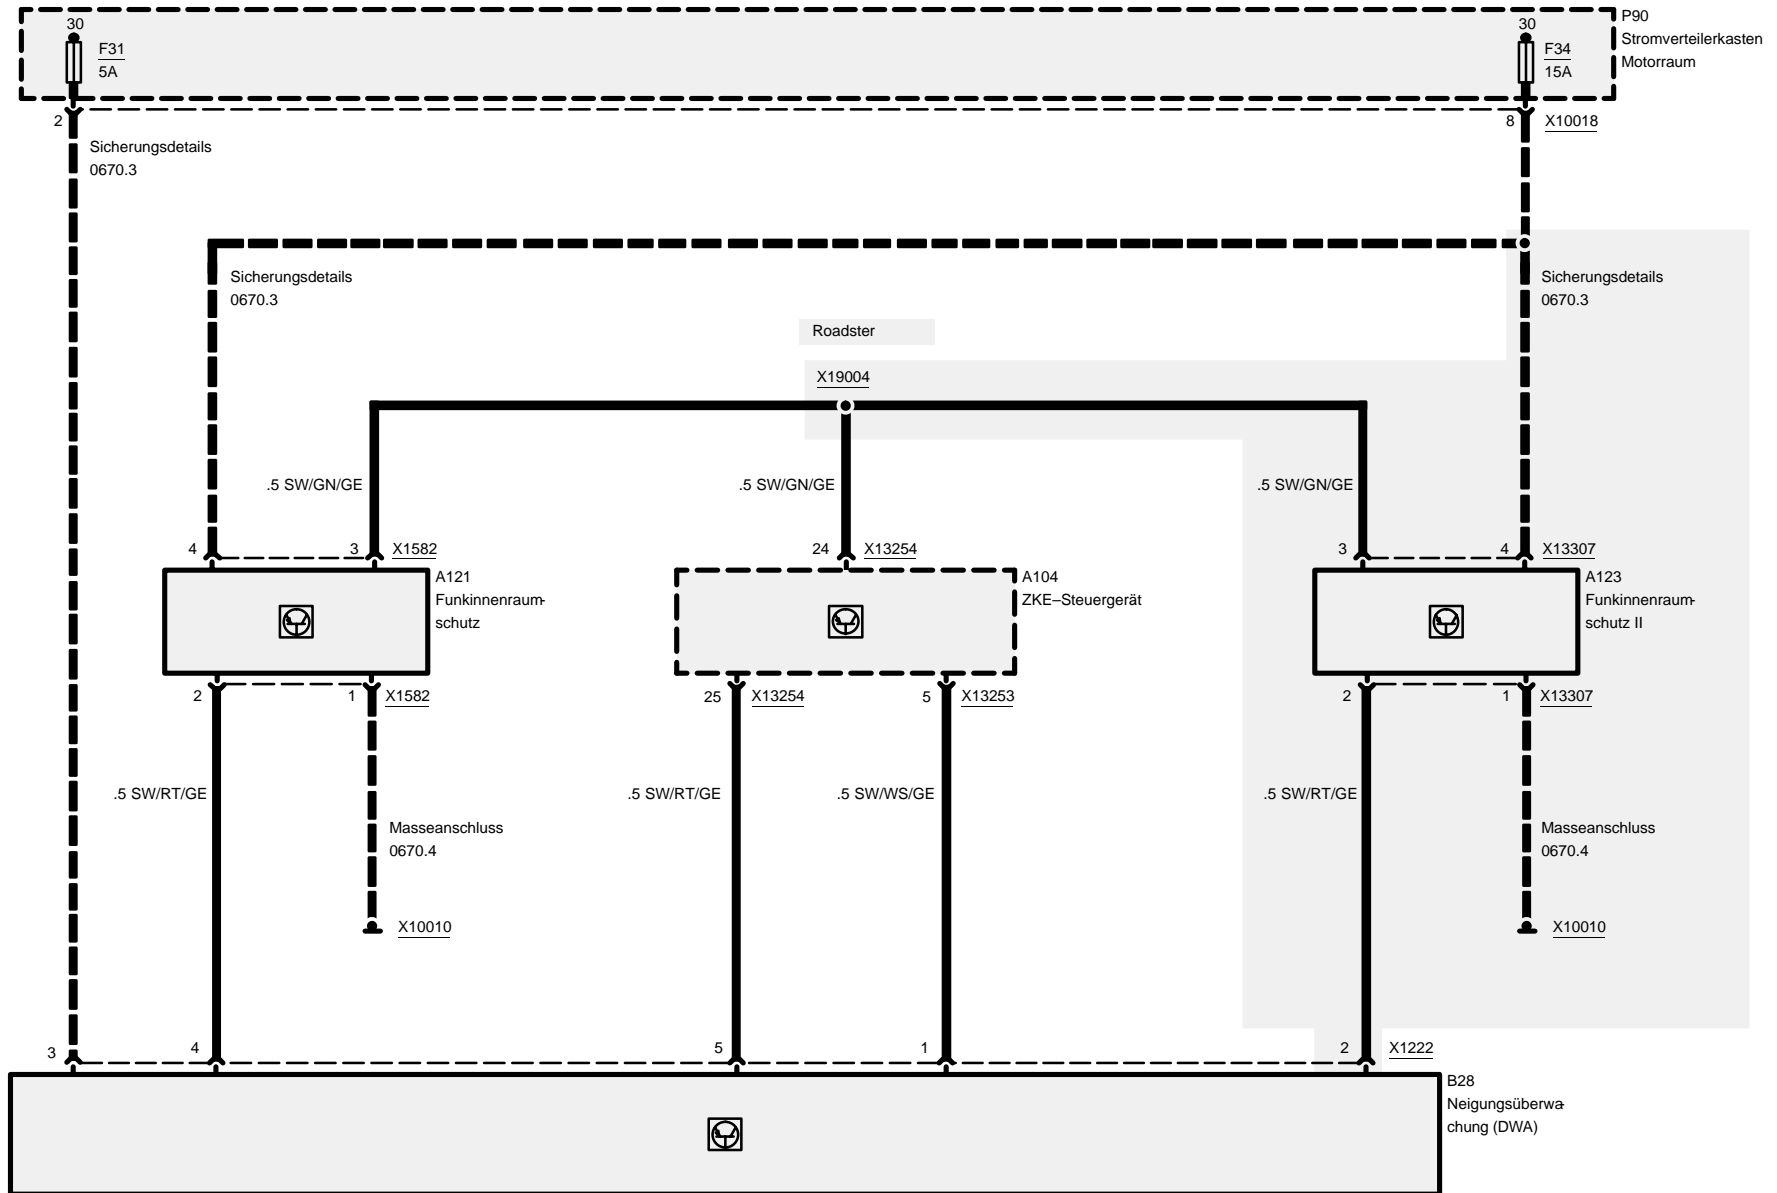 30
F31
5A
30
F34
15A
P90
Stromverteilerkasten
Motorraum
2
8
X10018
Sicherungsdetails
0670.3
Sicherungsdetails
0670.3
Sicherungsdetails
0670.3
Roadster
X19004
.5 SW/GN/GE
.5 SW/GN/GE
.5 SW/GN/GE
4
3
X1582
24
X13254
3
4
X13307
A121
Funkinnenraum-
schutz
A104
ZKE–Steuergerät
A123
Funkinnenraum-
schutz II
2
1
X1582
25
X13254
5
X13253
2
1
X13307
.5 SW/RT/GE
.5 SW/RT/GE
.5 SW/WS/GE
.5 SW/RT/GE
Masseanschluss
0670.4
Masseanschluss
0670.4
X10010
X10010
3
4
5
1
2
X1222
B28
Neigungsüberwa-
chung (DWA)